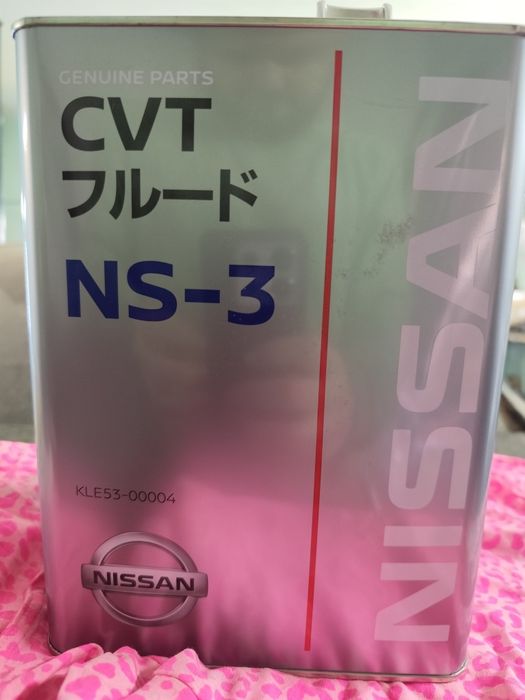 GENUINE PARTS
CVT
フルード
NS-3
KLE53-00004
NISSAN
NISSAN